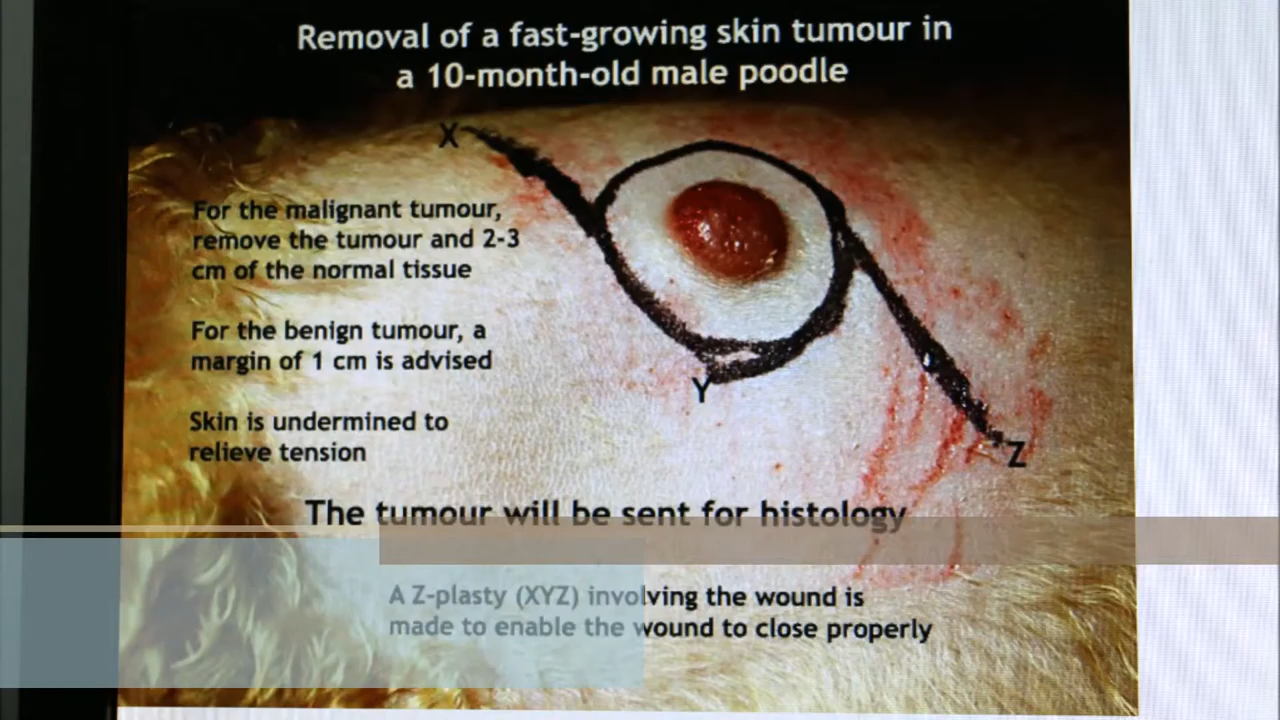 Removal of a fast-growing skin tumour in
a 10-month-old male poodle
X
For the malignant tumour,
remove the tumour and 2-3
cm of the normal tissue
For the benign tumour, a
margin of 1 cm is advised
Y
Skin is undermined to
relieve tension
Z
The tumour will be sent for histology
A Z-plasty (XYZ) involving the wound is
made to enable the wound to close properly